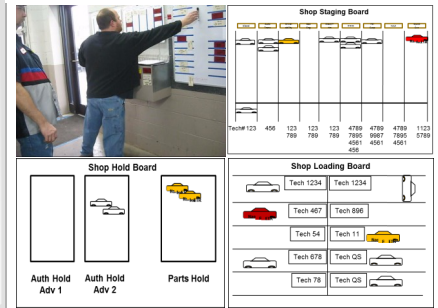 Shop Staging Board
Tech# 123 456 123 123 123 4789 4789 4789 1123
789 789 789 7895 9987 7895 5789
4561 4561 4561
456
Shop Hold Board
Auth Hold Auth Hold Parts Hold
Adv 1 Adv 2
Shop Loading Board
Tech 1234 Tech 1234
Tech 467 Tech 896
Tech 54 Tech 11
Tech 678 Tech QS
Tech 78 Tech QS